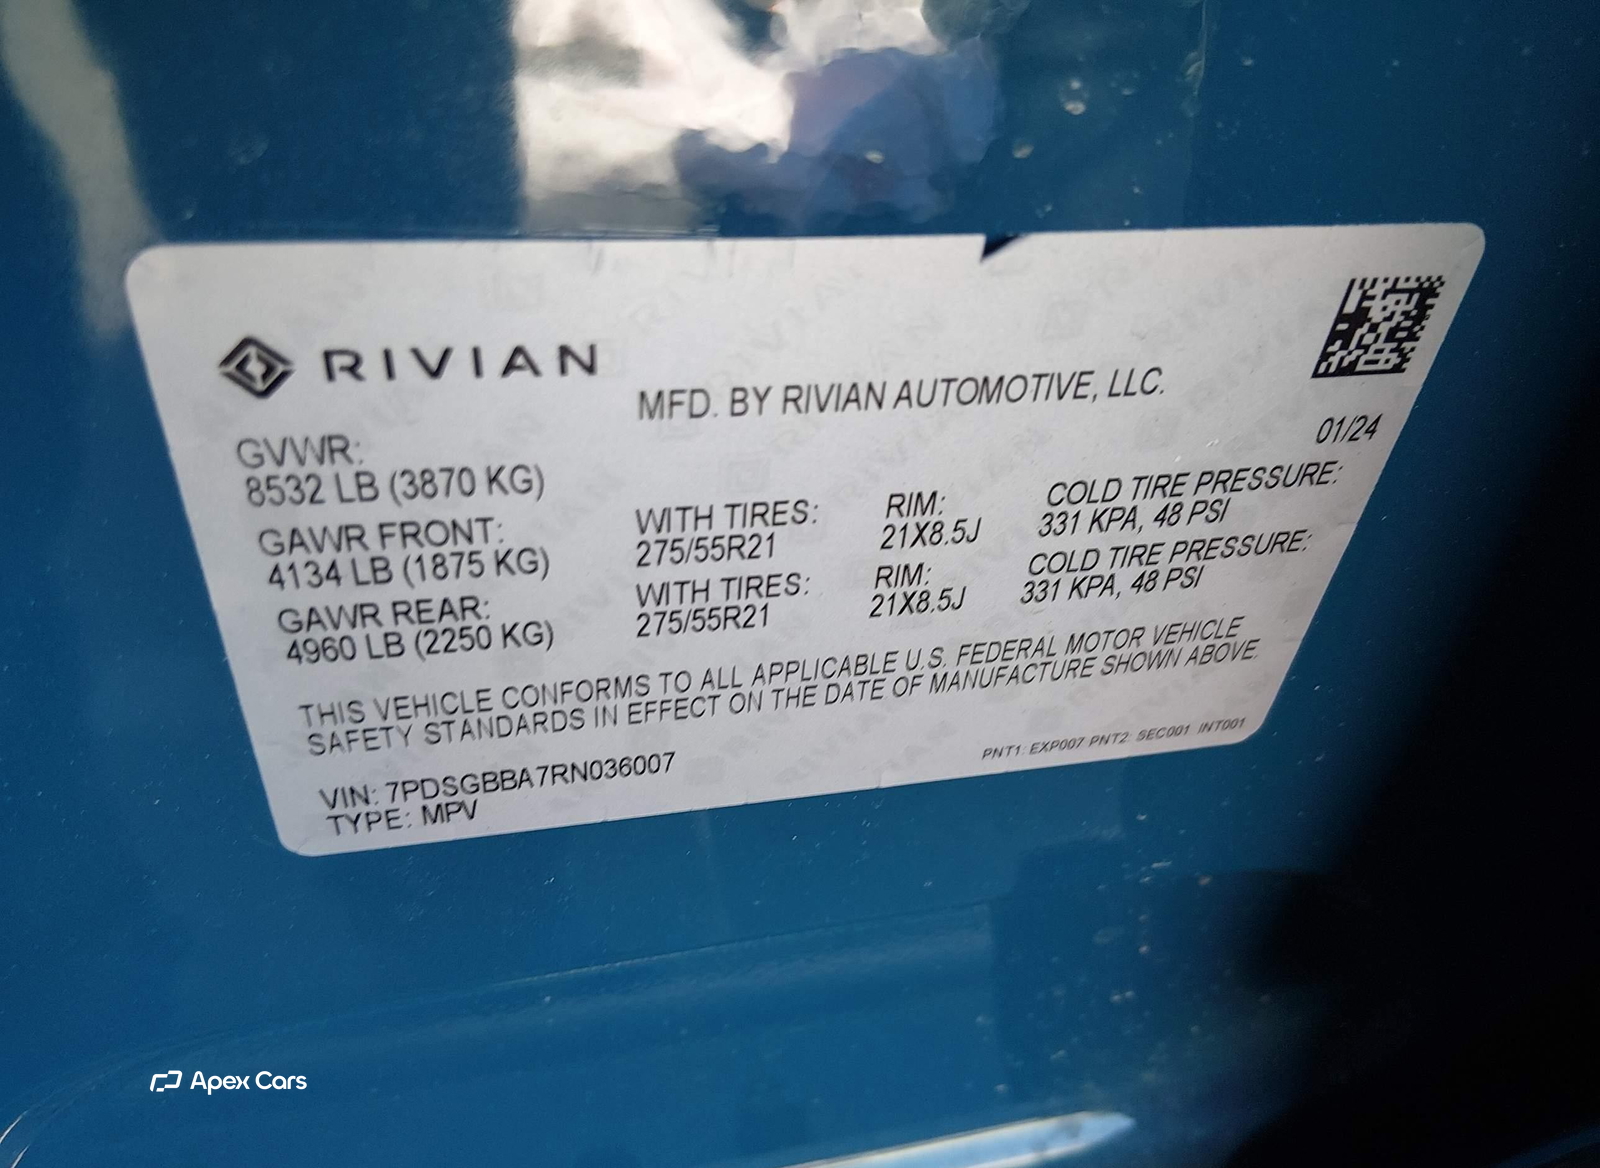 RIVIAN
MFD. BY RIVIAN AUTOMOTIVE, LLC.
01/24
GVWR:
8532 LB (3870 KG)
GAWR FRONT:
4134 LB (1875 KG)
WITH TIRES:
275/55R21
RIM:
21X8.5J
COLD TIRE PRESSURE:
331 KPA, 48 PSI
GAWR REAR:
4960 LB (2250 KG)
WITH TIRES:
275/55R21
RIM:
21X8.5J
COLD TIRE PRESSURE:
331 KPA, 48 PSI
THIS VEHICLE CONFORMS TO ALL APPLICABLE U.S. FEDERAL MOTOR VEHICLE
SAFETY STANDARDS IN EFFECT ON THE DATE OF MANUFACTURE SHOWN ABOVE.
PNT1: EXP007 PNT2: SEC001 INT001
VIN: 7PDSGBBA7RN036007
TYPE: MPV
Apex Cars